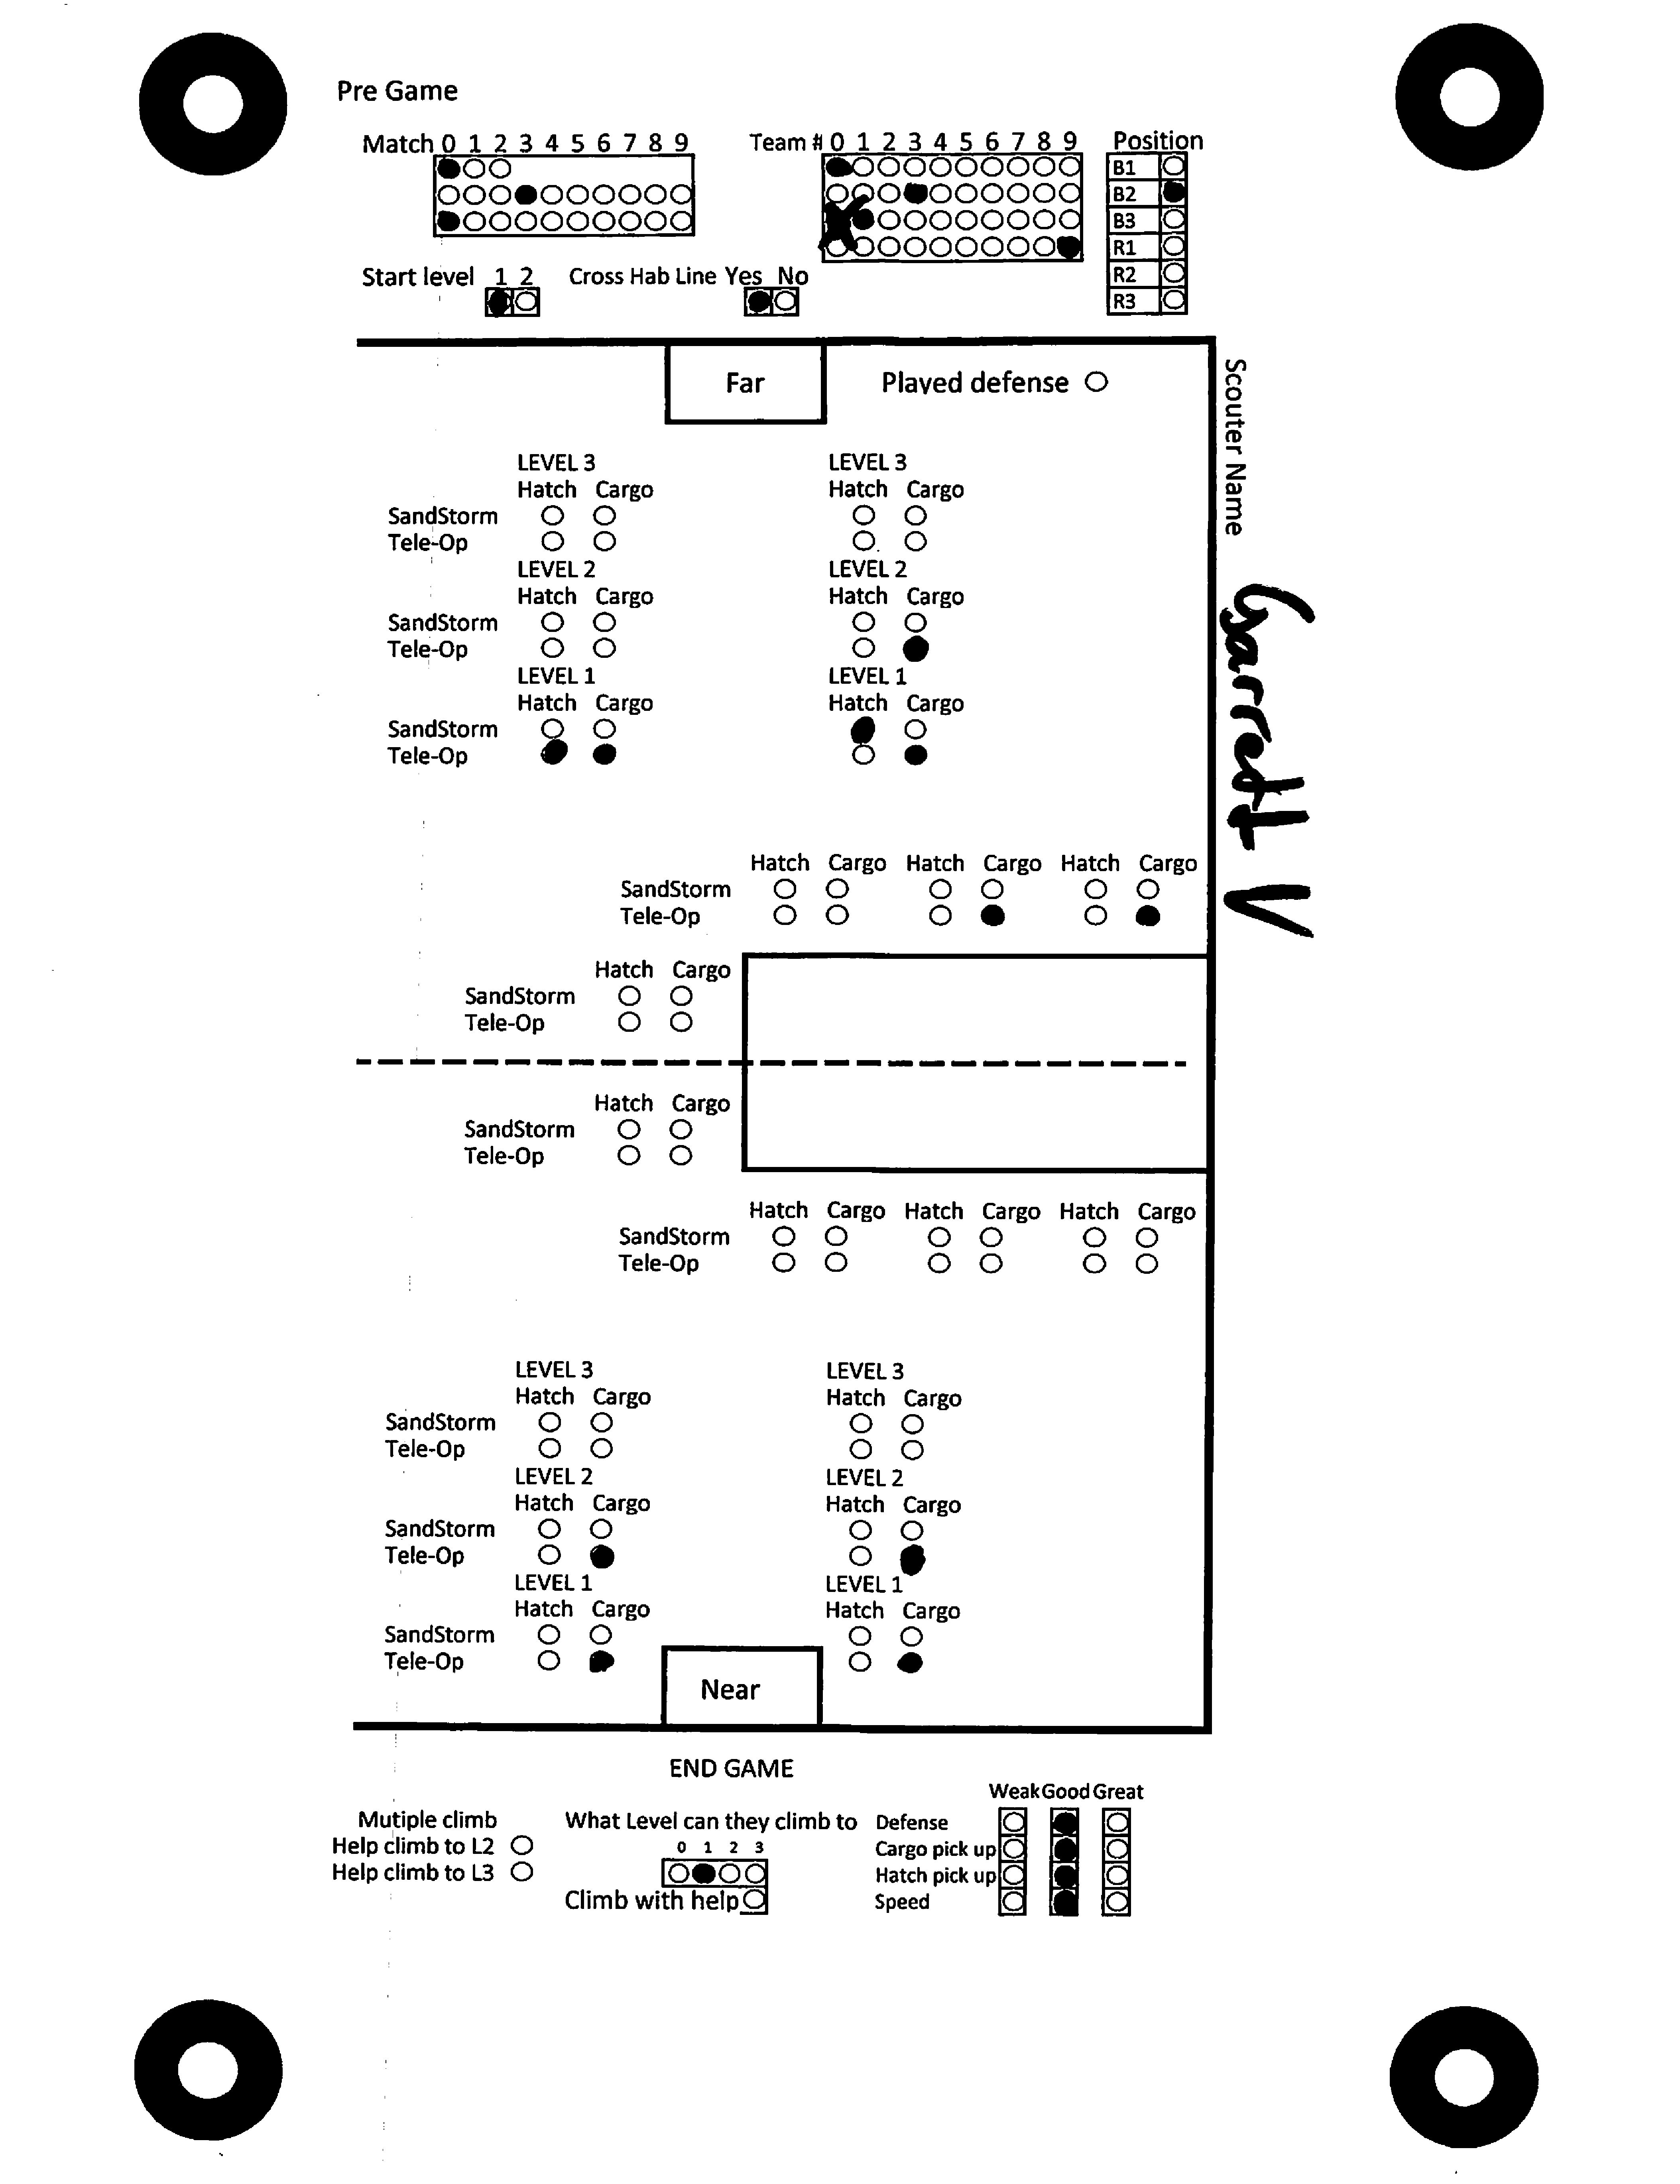 Pre Game
Match 0 1 2 3 4 5 6 7 8 9
Team # 0 1 2 3 4 5 6 7 8 9
Position
B1
B2
B3
R1
R2
R3
Start level 1 2
Cross Hab Line Yes No
Far
Played defense
Scouter Name
Garrett V
LEVEL 3 LEVEL 3
Hatch Cargo Hatch Cargo
SandStorm
Tele-Op
LEVEL 2 LEVEL 2
Hatch Cargo Hatch Cargo
SandStorm
Tele-Op
LEVEL 1 LEVEL 1
Hatch Cargo Hatch Cargo
SandStorm
Tele-Op
Hatch Cargo Hatch Cargo Hatch Cargo
SandStorm
Tele-Op
Hatch Cargo
SandStorm
Tele-Op
Hatch Cargo
SandStorm
Tele-Op
Hatch Cargo Hatch Cargo Hatch Cargo
SandStorm
Tele-Op
LEVEL 3 LEVEL 3
Hatch Cargo Hatch Cargo
SandStorm
Tele-Op
LEVEL 2 LEVEL 2
Hatch Cargo Hatch Cargo
SandStorm
Tele-Op
LEVEL 1 LEVEL 1
Hatch Cargo Hatch Cargo
SandStorm
Tele-Op
Near
END GAME
Mutiple climb
Help climb to L2
Help climb to L3
What Level can they climb to
0 1 2 3
Climb with help
Weak Good Great
Defense
Cargo pick up
Hatch pick up
Speed